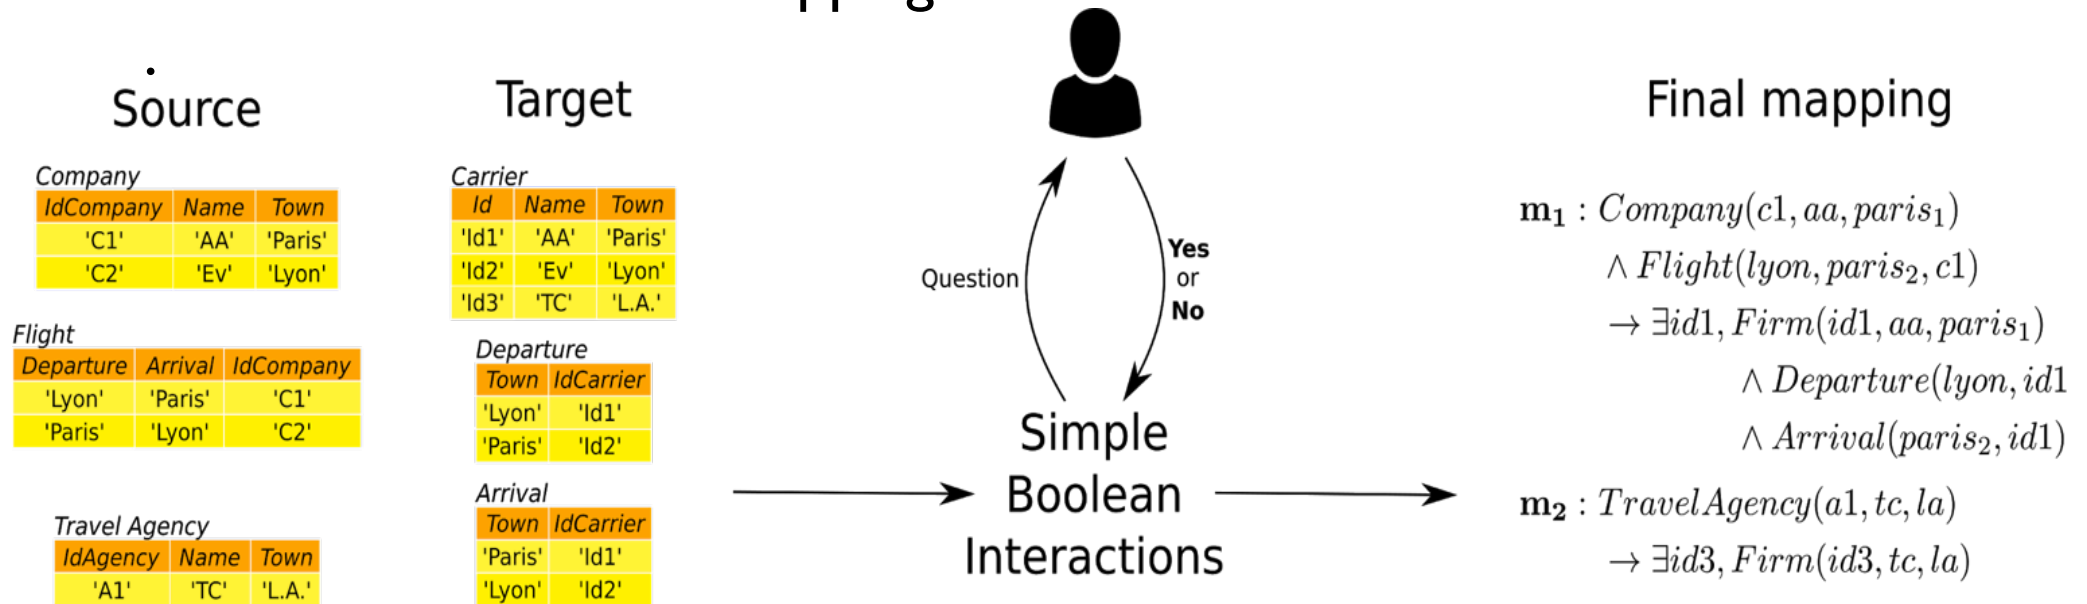 Source
Company
IdCompany Name Town
'C1' 'AA' 'Paris'
'C2' 'Ev' 'Lyon'
Flight
Departure Arrival IdCompany
'Lyon' 'Paris' 'C1'
'Paris' 'Lyon' 'C2'
Travel Agency
IdAgency Name Town
'A1' 'TC' 'L.A.'
Target
Carrier
Id Name Town
'Id1' 'AA' 'Paris'
'Id2' 'Ev' 'Lyon'
'Id3' 'TC' 'L.A.'
Departure
Town IdCarrier
'Lyon' 'Id1'
'Paris' 'Id2'
Arrival
Town IdCarrier
'Paris' 'Id1'
'Lyon' 'Id2'
Question
Yes
or
No
Simple
Boolean
Interactions
Final mapping
m₁ : Company(c1, aa, paris₁)
∧ Flight(lyon, paris₂, c1)
→ ∃id1, Firm(id1, aa, paris₁)
∧ Departure(lyon, id1
∧ Arrival(paris₂, id1)
m₂ : TravelAgency(a1, tc, la)
→ ∃id3, Firm(id3, tc, la)